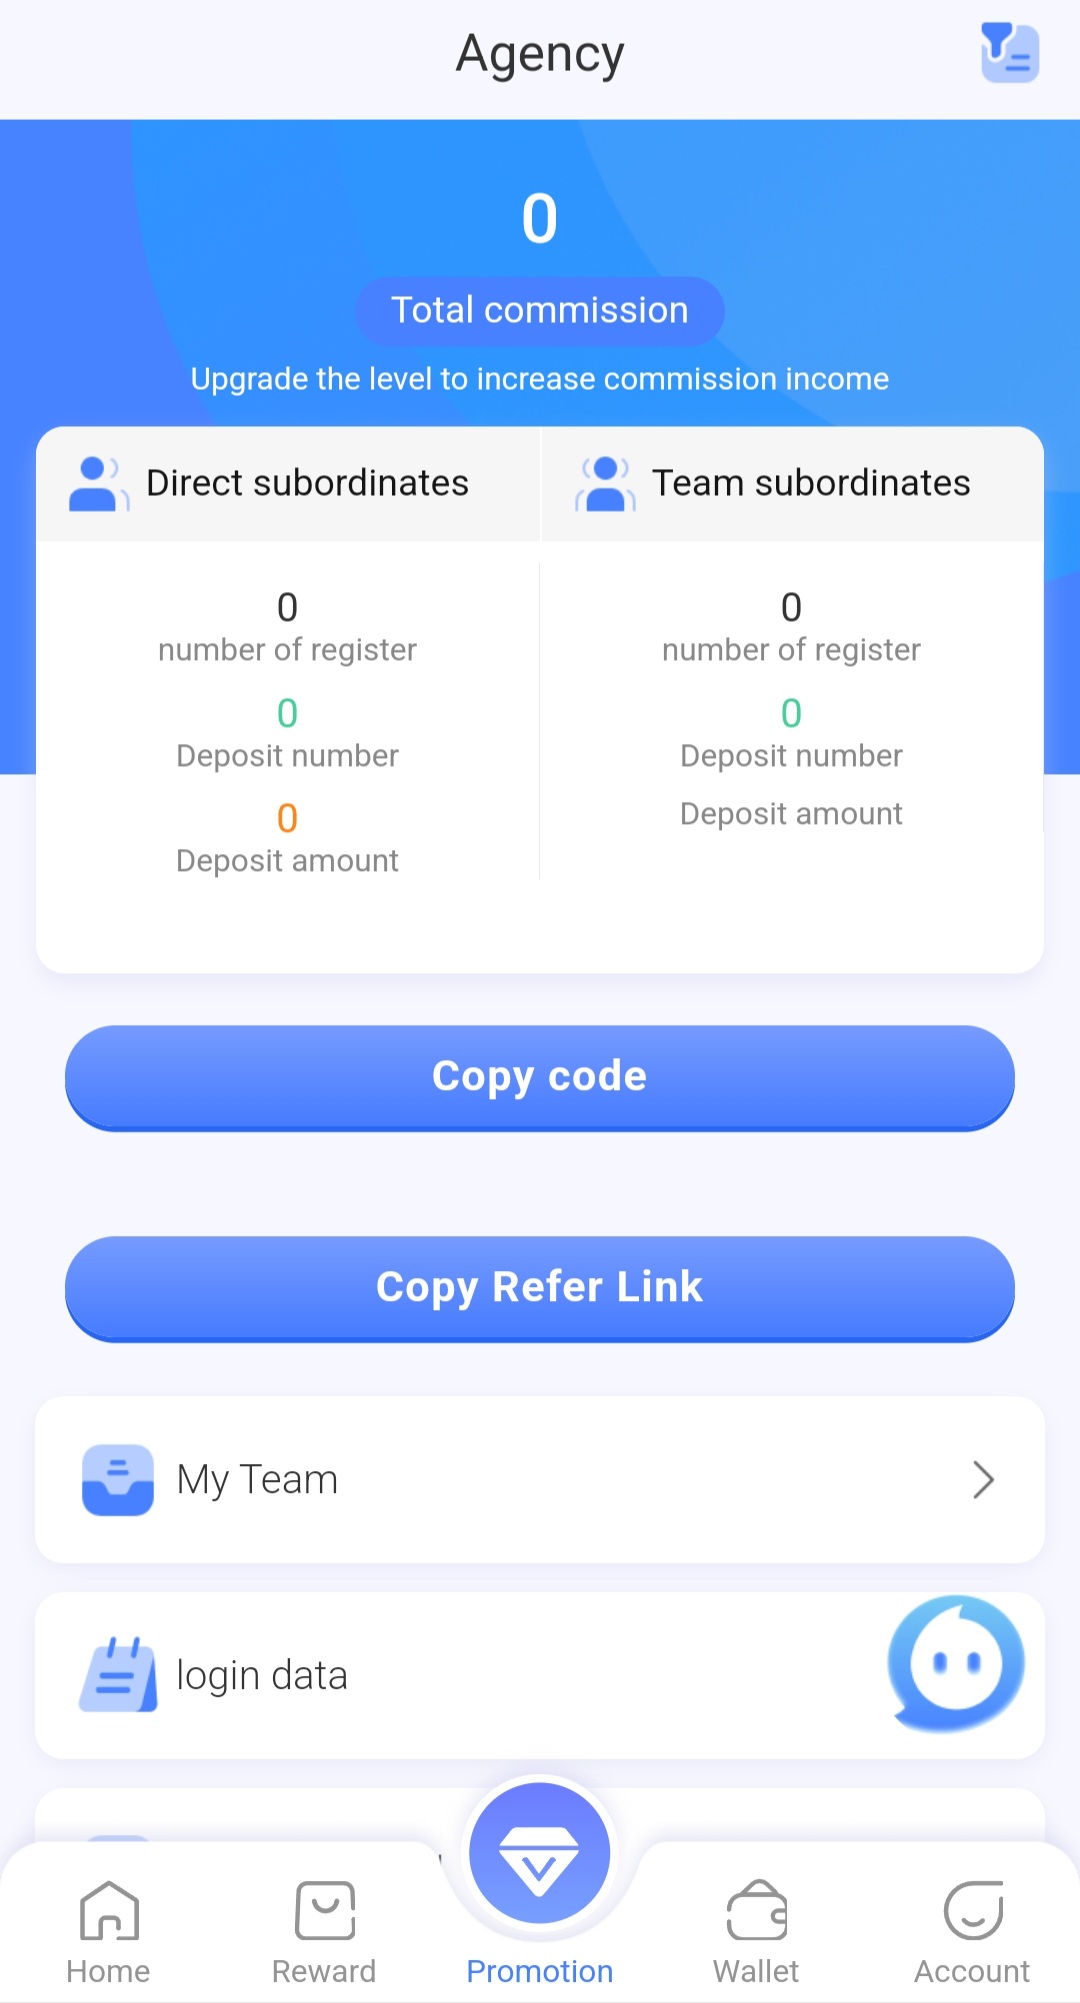 Agency
0
Total commission
Upgrade the level to increase commission income
Direct subordinates
Team subordinates
0
number of register
0
Deposit number
0
Deposit amount
0
number of register
0
Deposit number
Deposit amount
Copy code
Copy Refer Link
My Team
login data
Home
Reward
Promotion
Wallet
Account